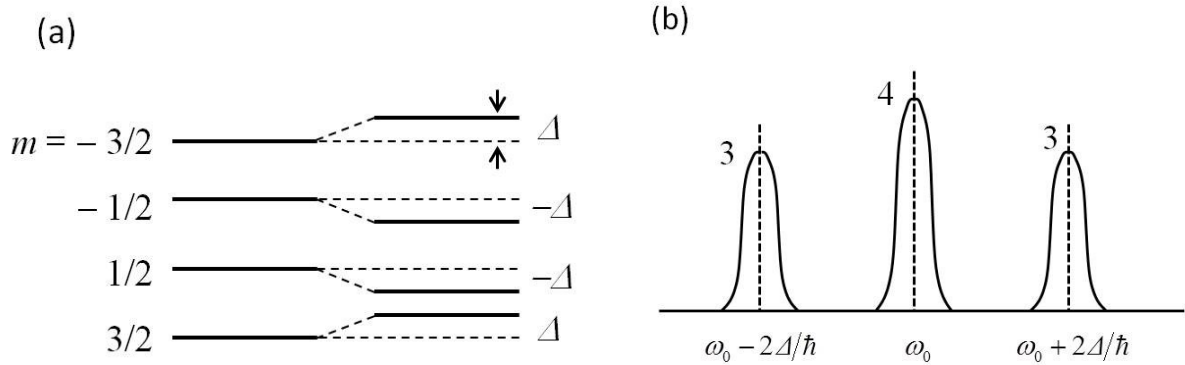 (a)
m = − 3/2
Δ
− 1/2
−Δ
1/2
−Δ
3/2
Δ
(b)
3
4
3
ω₀ − 2Δ/ħ
ω₀
ω₀ + 2Δ/ħ